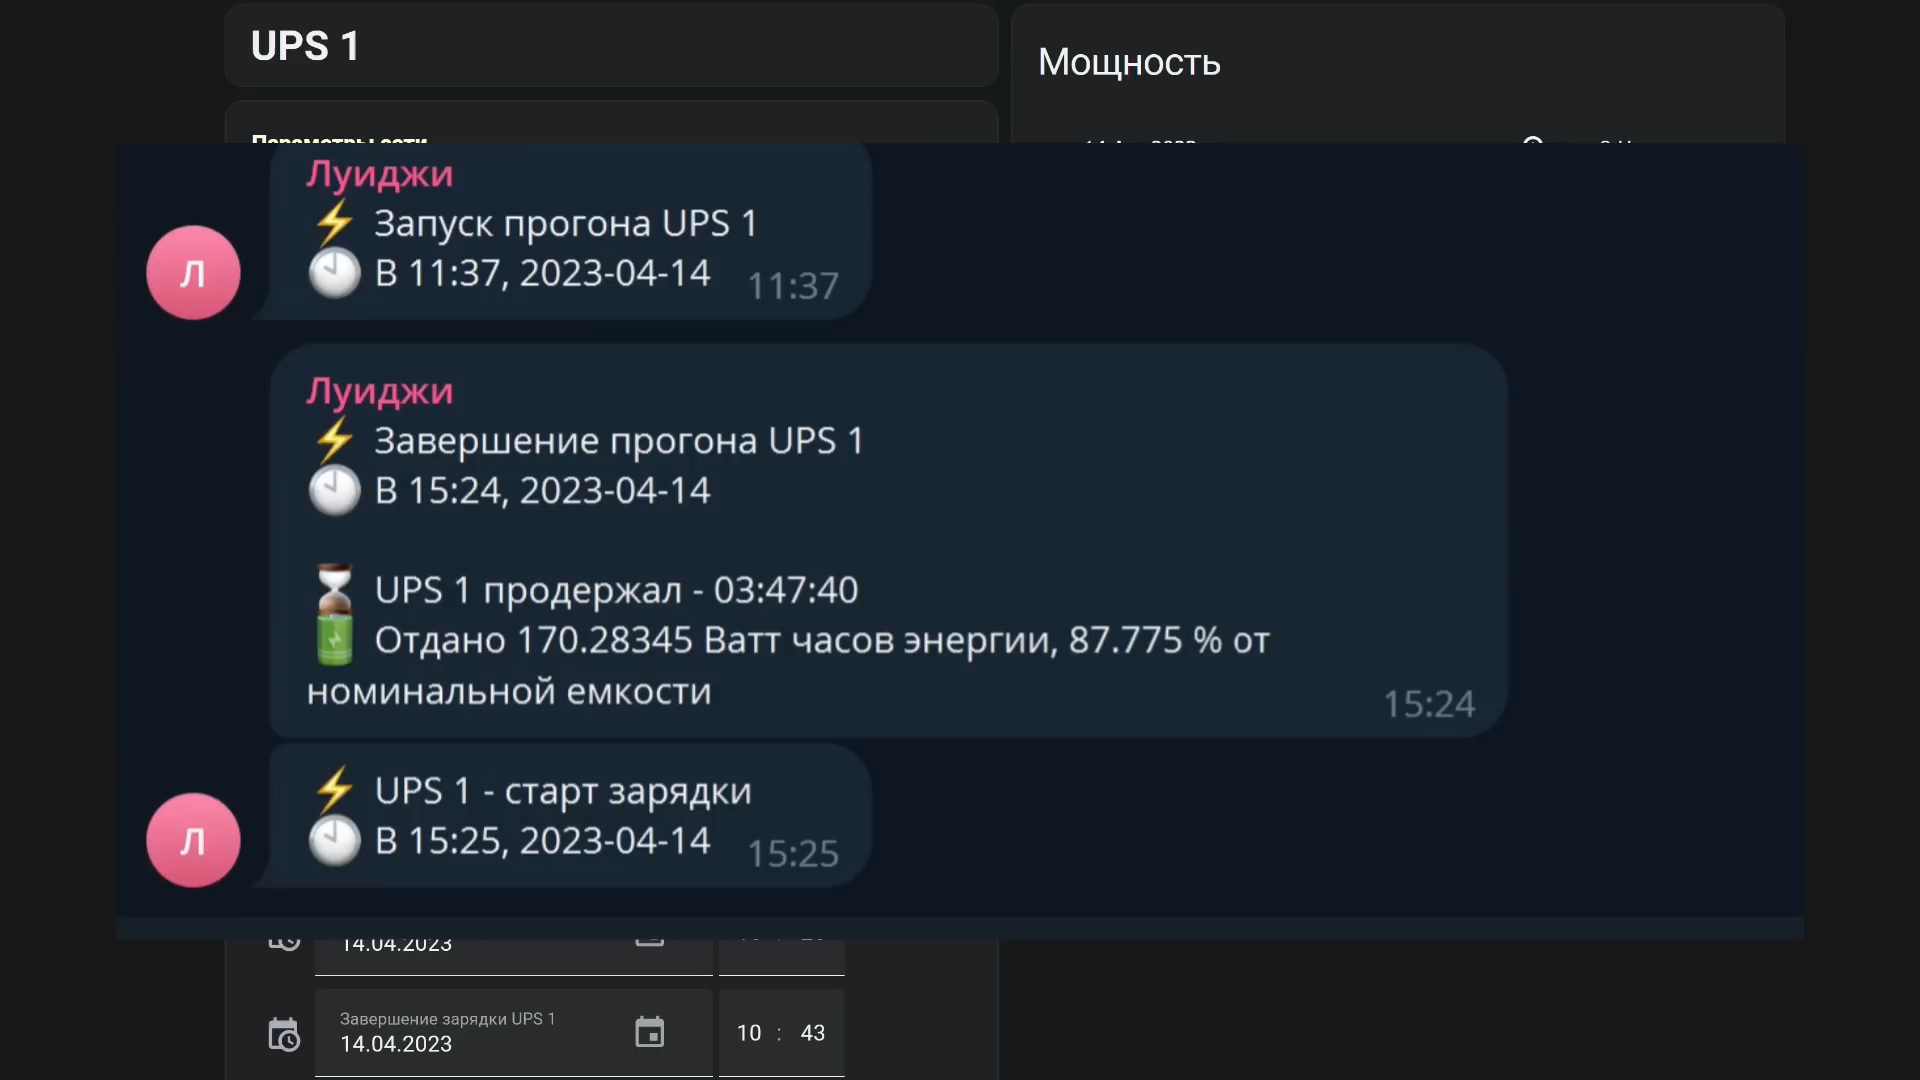 UPS 1
Мощность
Параметры сети
Луиджи
⚡ Запуск прогона UPS 1
В 11:37, 2023-04-14
11:37
Л
Луиджи
⚡ Завершение прогона UPS 1
В 15:24, 2023-04-14
UPS 1 продержал - 03:47:40
Отдано 170.28345 Ватт часов энергии, 87.775 % от
номинальной емкости
15:24
⚡ UPS 1 - старт зарядки
В 15:25, 2023-04-14
15:25
Л
14.04.2023
Завершение зарядки UPS 1
14.04.2023
10 : 43